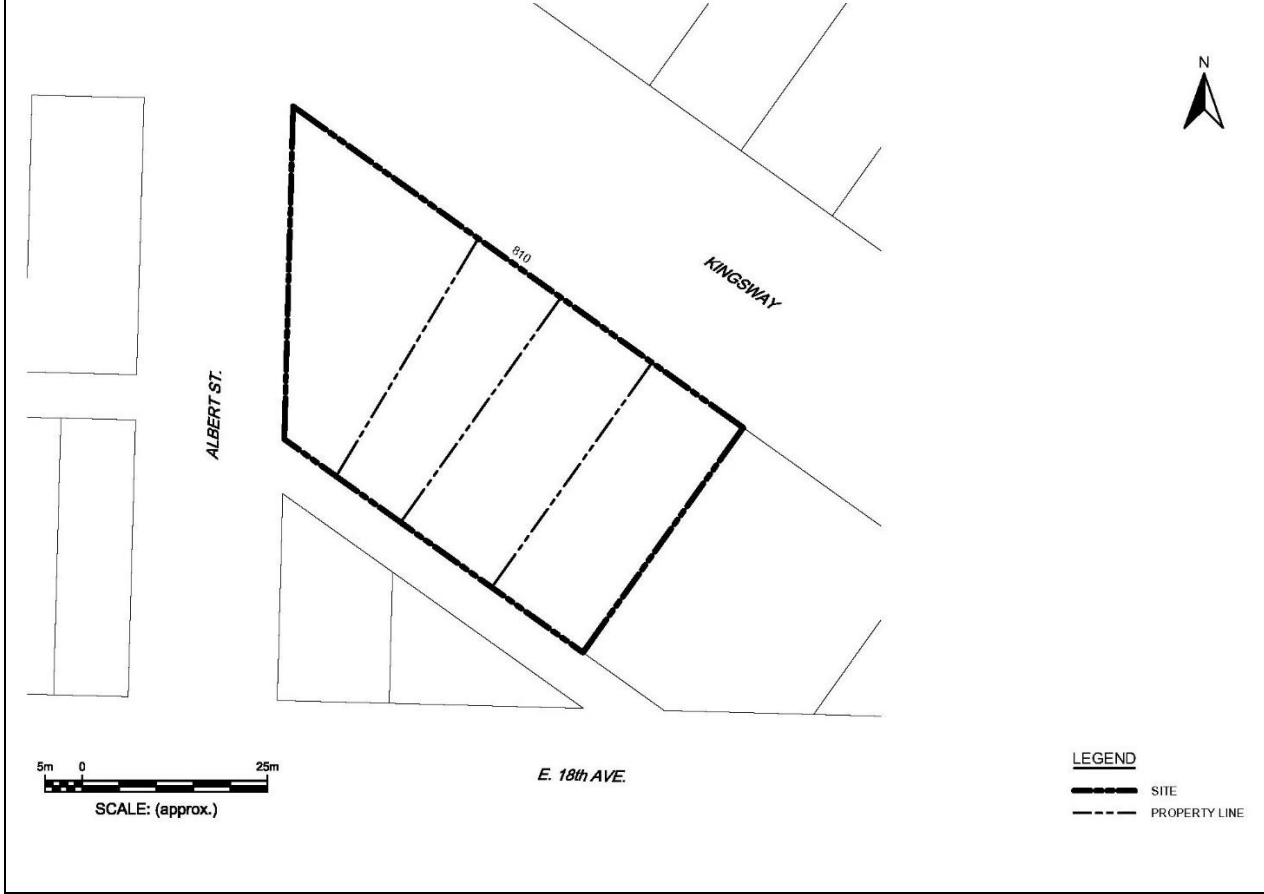 N
810
KINGSWAY
ALBERT ST.
5m 0 25m
SCALE: (approx.)
E. 18th AVE.
LEGEND
SITE
PROPERTY LINE